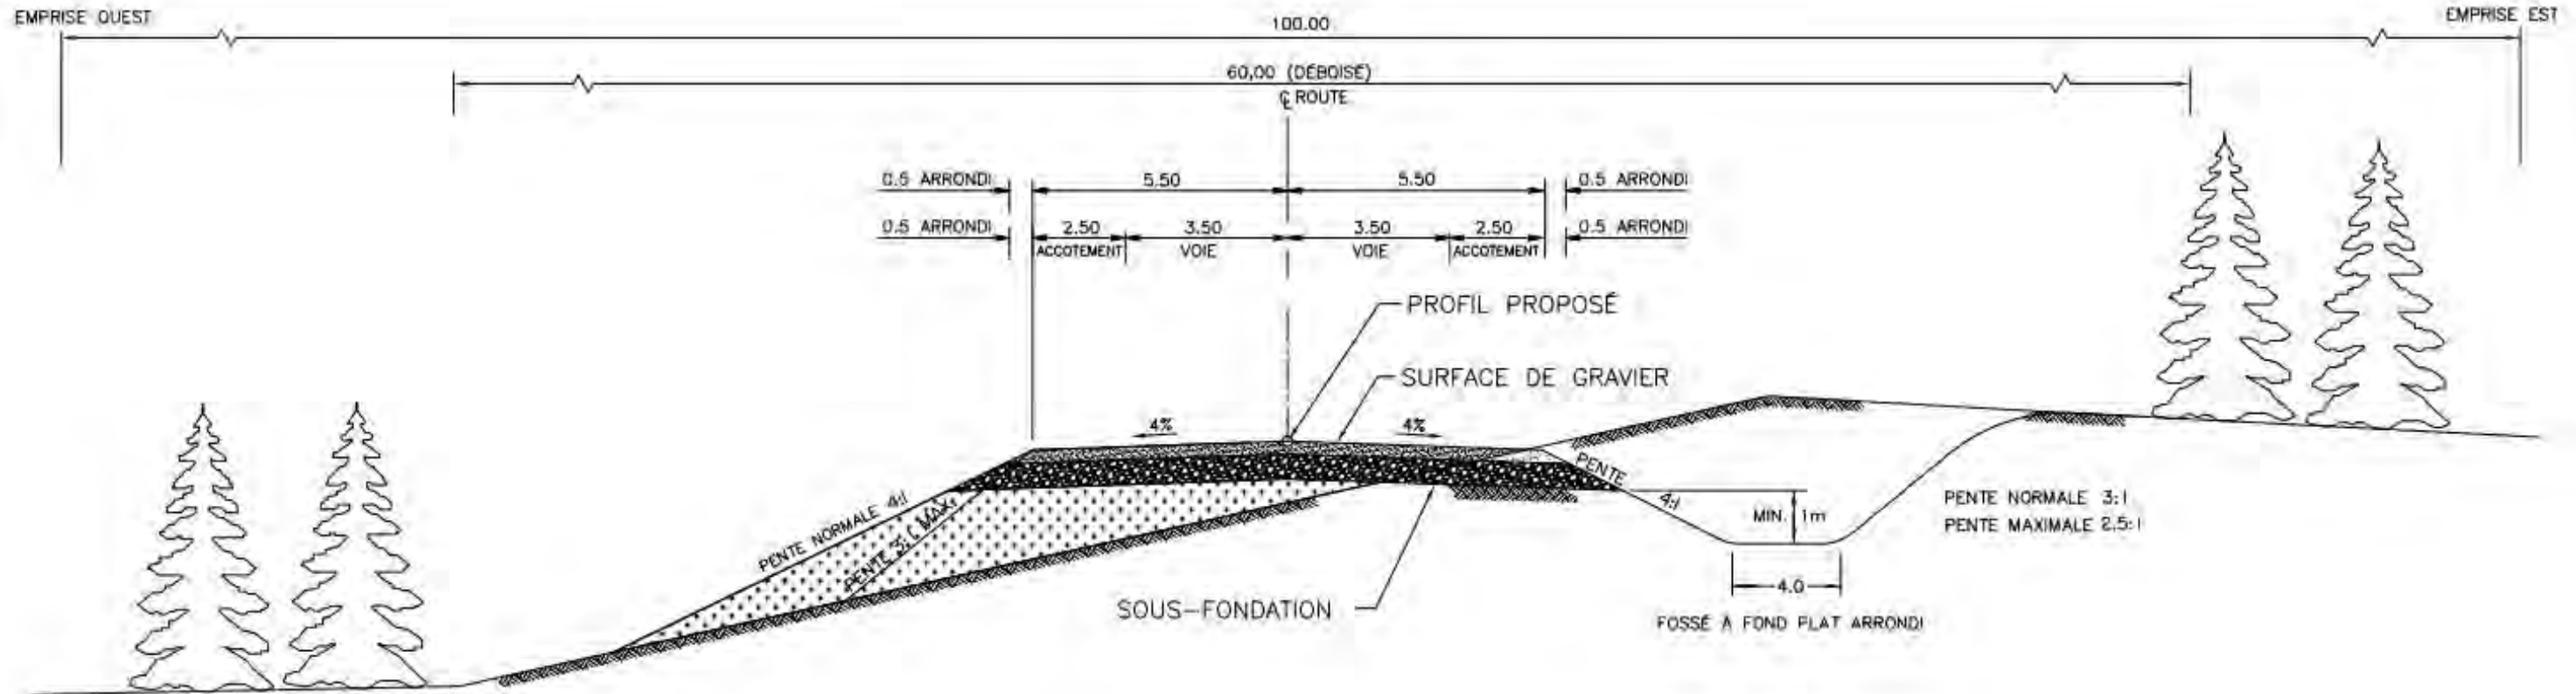 EMPRISE OUEST
EMPRISE EST
100.00
60,00 (DÉBOISÉ)
℄ ROUTE
0.5 ARRONDI
5.50
5.50
0.5 ARRONDI
0.5 ARRONDI
2.50
3.50
3.50
2.50
0.5 ARRONDI
ACCOTEMENT
VOIE
VOIE
ACCOTEMENT
PROFIL PROPOSÉ
SURFACE DE GRAVIER
4%
4%
PENTE NORMALE 4:1
PENTE 3:1 MAX
PENTE 4:1
MIN. 1m
PENTE NORMALE 3:1
PENTE MAXIMALE 2.5:1
4.0
SOUS-FONDATION
FOSSÉ À FOND PLAT ARRONDI